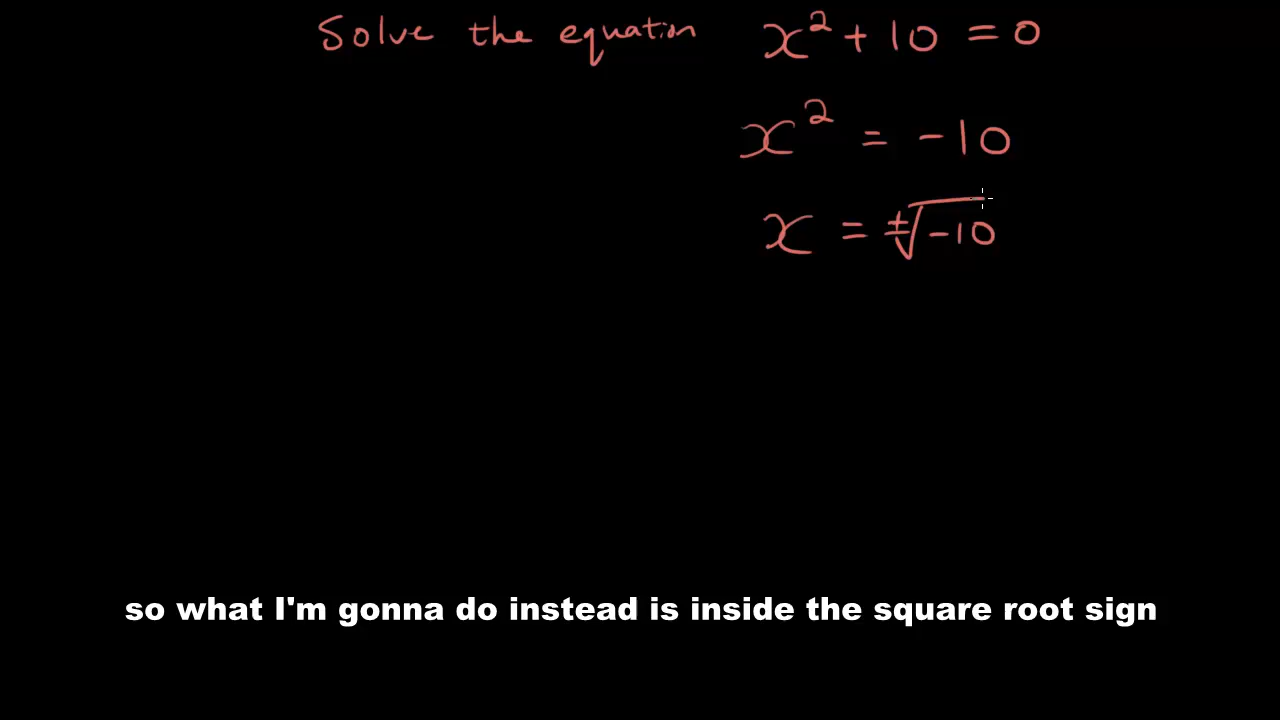 Solve the equation x² + 10 = 0
x² = -10
x = ±√-10
so what I'm gonna do instead is inside the square root sign